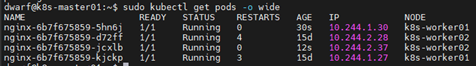 dwarf@k8s-master01:~$ sudo kubectl get pods -o wide
NAME READY STATUS RESTARTS AGE IP NODE
nginx-6b7f675859-5hn6j 1/1 Running 0 30s 10.244.1.30 k8s-worker01
nginx-6b7f675859-d72ff 1/1 Running 4 15d 10.244.2.28 k8s-worker02
nginx-6b7f675859-jcxlb 1/1 Running 0 12s 10.244.1.27 k8s-worker02
nginx-6b7f675859-kjckp 1/1 Running 3 15d 10.244.2.37 k8s-worker02